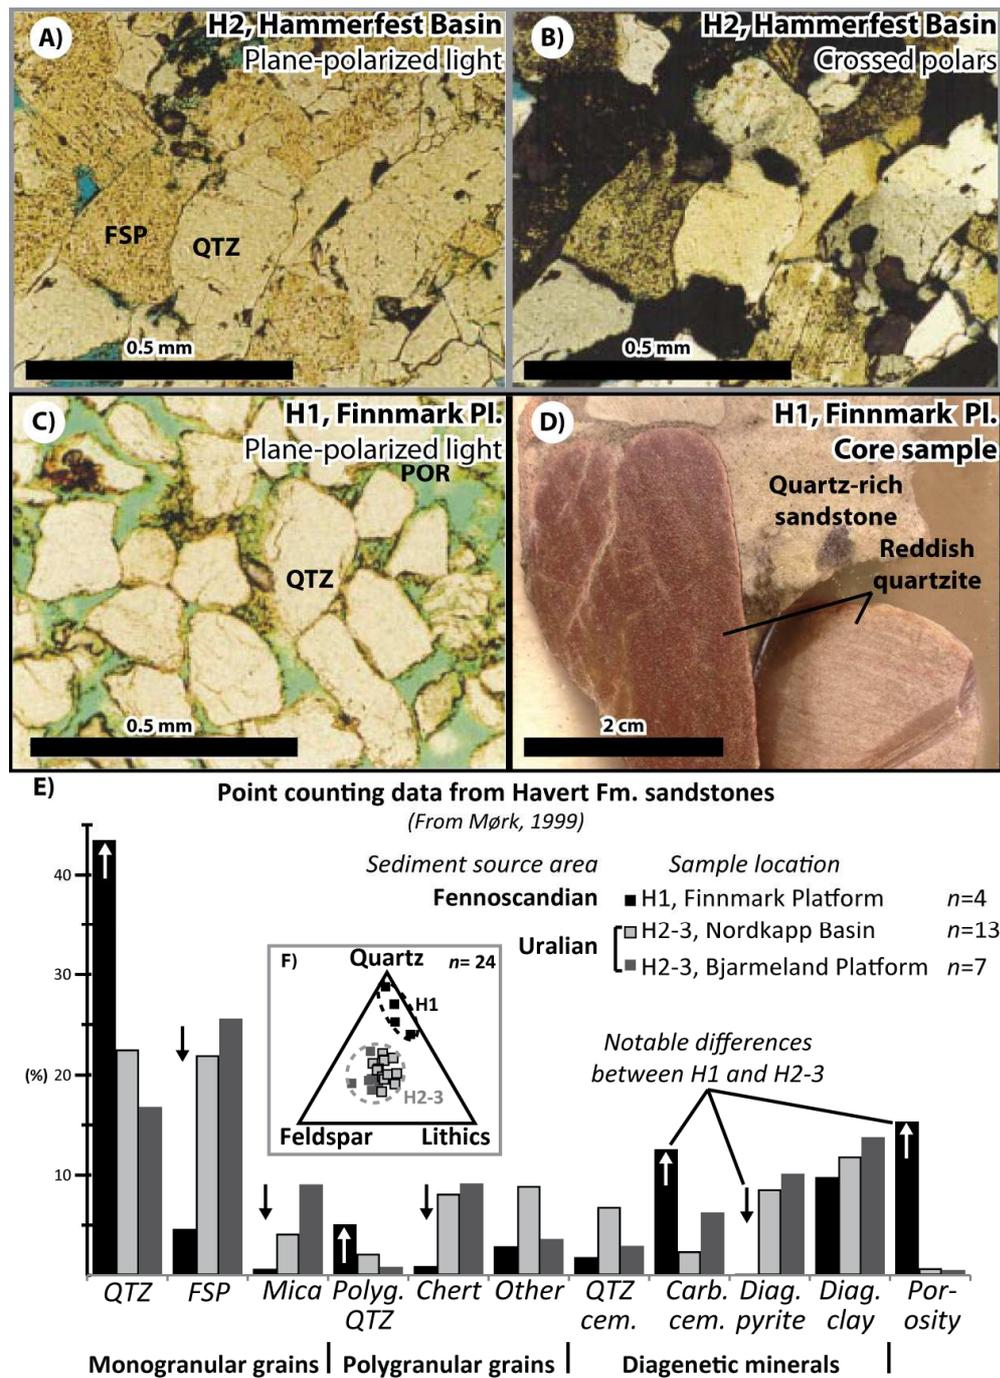 A)
H2, Hammerfest Basin
Plane-polarized light
FSP
QTZ
0.5 mm
B)
H2, Hammerfest Basin
Crossed polars
0.5 mm
C)
H1, Finnmark Pl.
Plane-polarized light
POR
QTZ
0.5 mm
D)
H1, Finnmark Pl.
Core sample
Quartz-rich
sandstone
Reddish
quartzite
2 cm
E)
Point counting data from Havert Fm. sandstones
(From Mørk, 1999)
Sediment source area
Sample location
Fennoscandian
H1, Finnmark Platform n=4
Uralian
H2-3, Nordkapp Basin n=13
H2-3, Bjarmeland Platform n=7
40
30
(%) 20
10
F)
Quartz
n= 24
H1
H2-3
Feldspar
Lithics
Notable differences
between H1 and H2-3
QTZ
FSP
Mica
Polyg.
QTZ
Chert
Other
QTZ
cem.
Carb.
cem.
Diag.
pyrite
Diag.
clay
Por-
osity
Monogranular grains
Polygranular grains
Diagenetic minerals